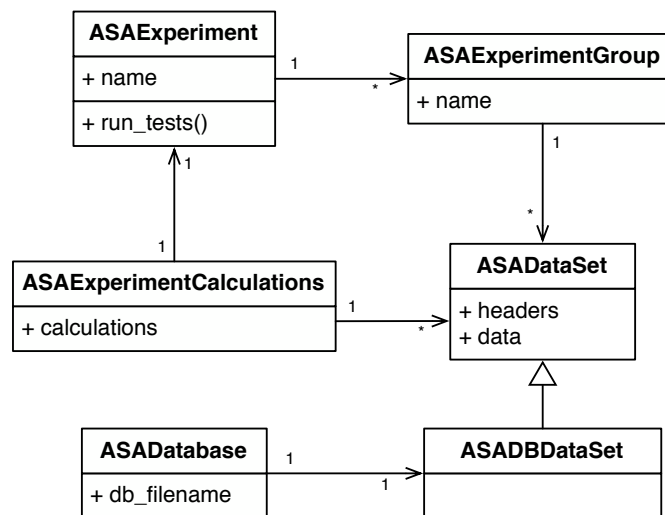 ASAExperiment
+ name
+ run_tests()
1
*
ASAExperimentGroup
+ name
1
*
1
1
ASAExperimentCalculations
+ calculations
1
*
ASADataSet
+ headers
+ data
ASADatabase
+ db_filename
1
1
ASADBDataSet